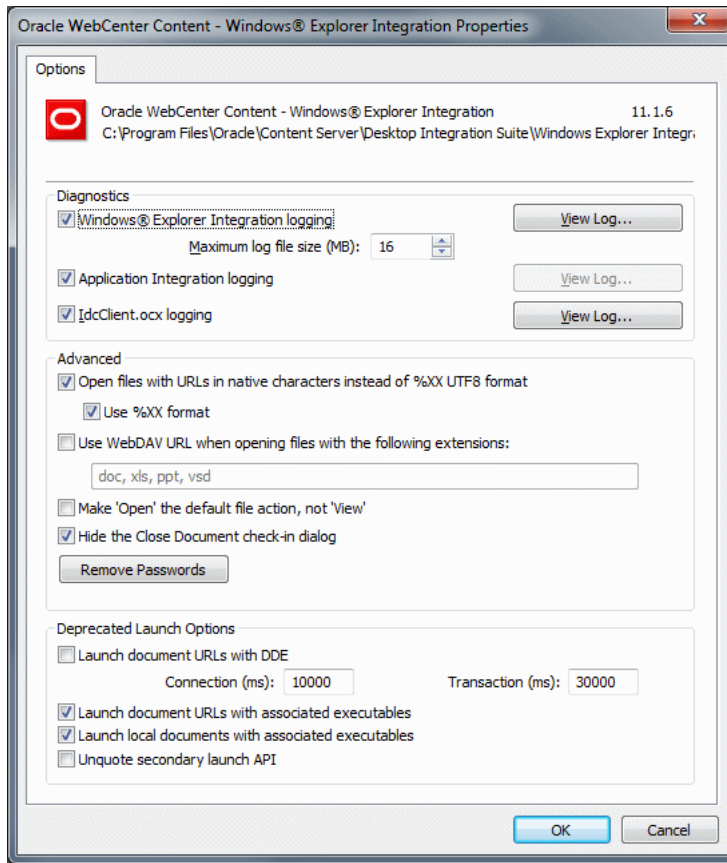 Oracle WebCenter Content - Windows® Explorer Integration Properties
Options
Oracle WebCenter Content - Windows® Explorer Integration 11.1.6
C:\Program Files\Oracle\Content Server\Desktop Integration Suite\Windows Explorer Integr
Diagnostics
Windows® Explorer Integration logging View Log...
Maximum log file size (MB): 16
Application Integration logging View Log...
IdcClient.ocx logging View Log...
Advanced
Open files with URLs in native characters instead of %XX UTF8 format
Use %XX format
Use WebDAV URL when opening files with the following extensions:
doc, xls, ppt, vsd
Make 'Open' the default file action, not 'View'
Hide the Close Document check-in dialog
Remove Passwords
Deprecated Launch Options
Launch document URLs with DDE
Connection (ms): 10000 Transaction (ms): 30000
Launch document URLs with associated executables
Launch local documents with associated executables
Unquote secondary launch API
OK Cancel